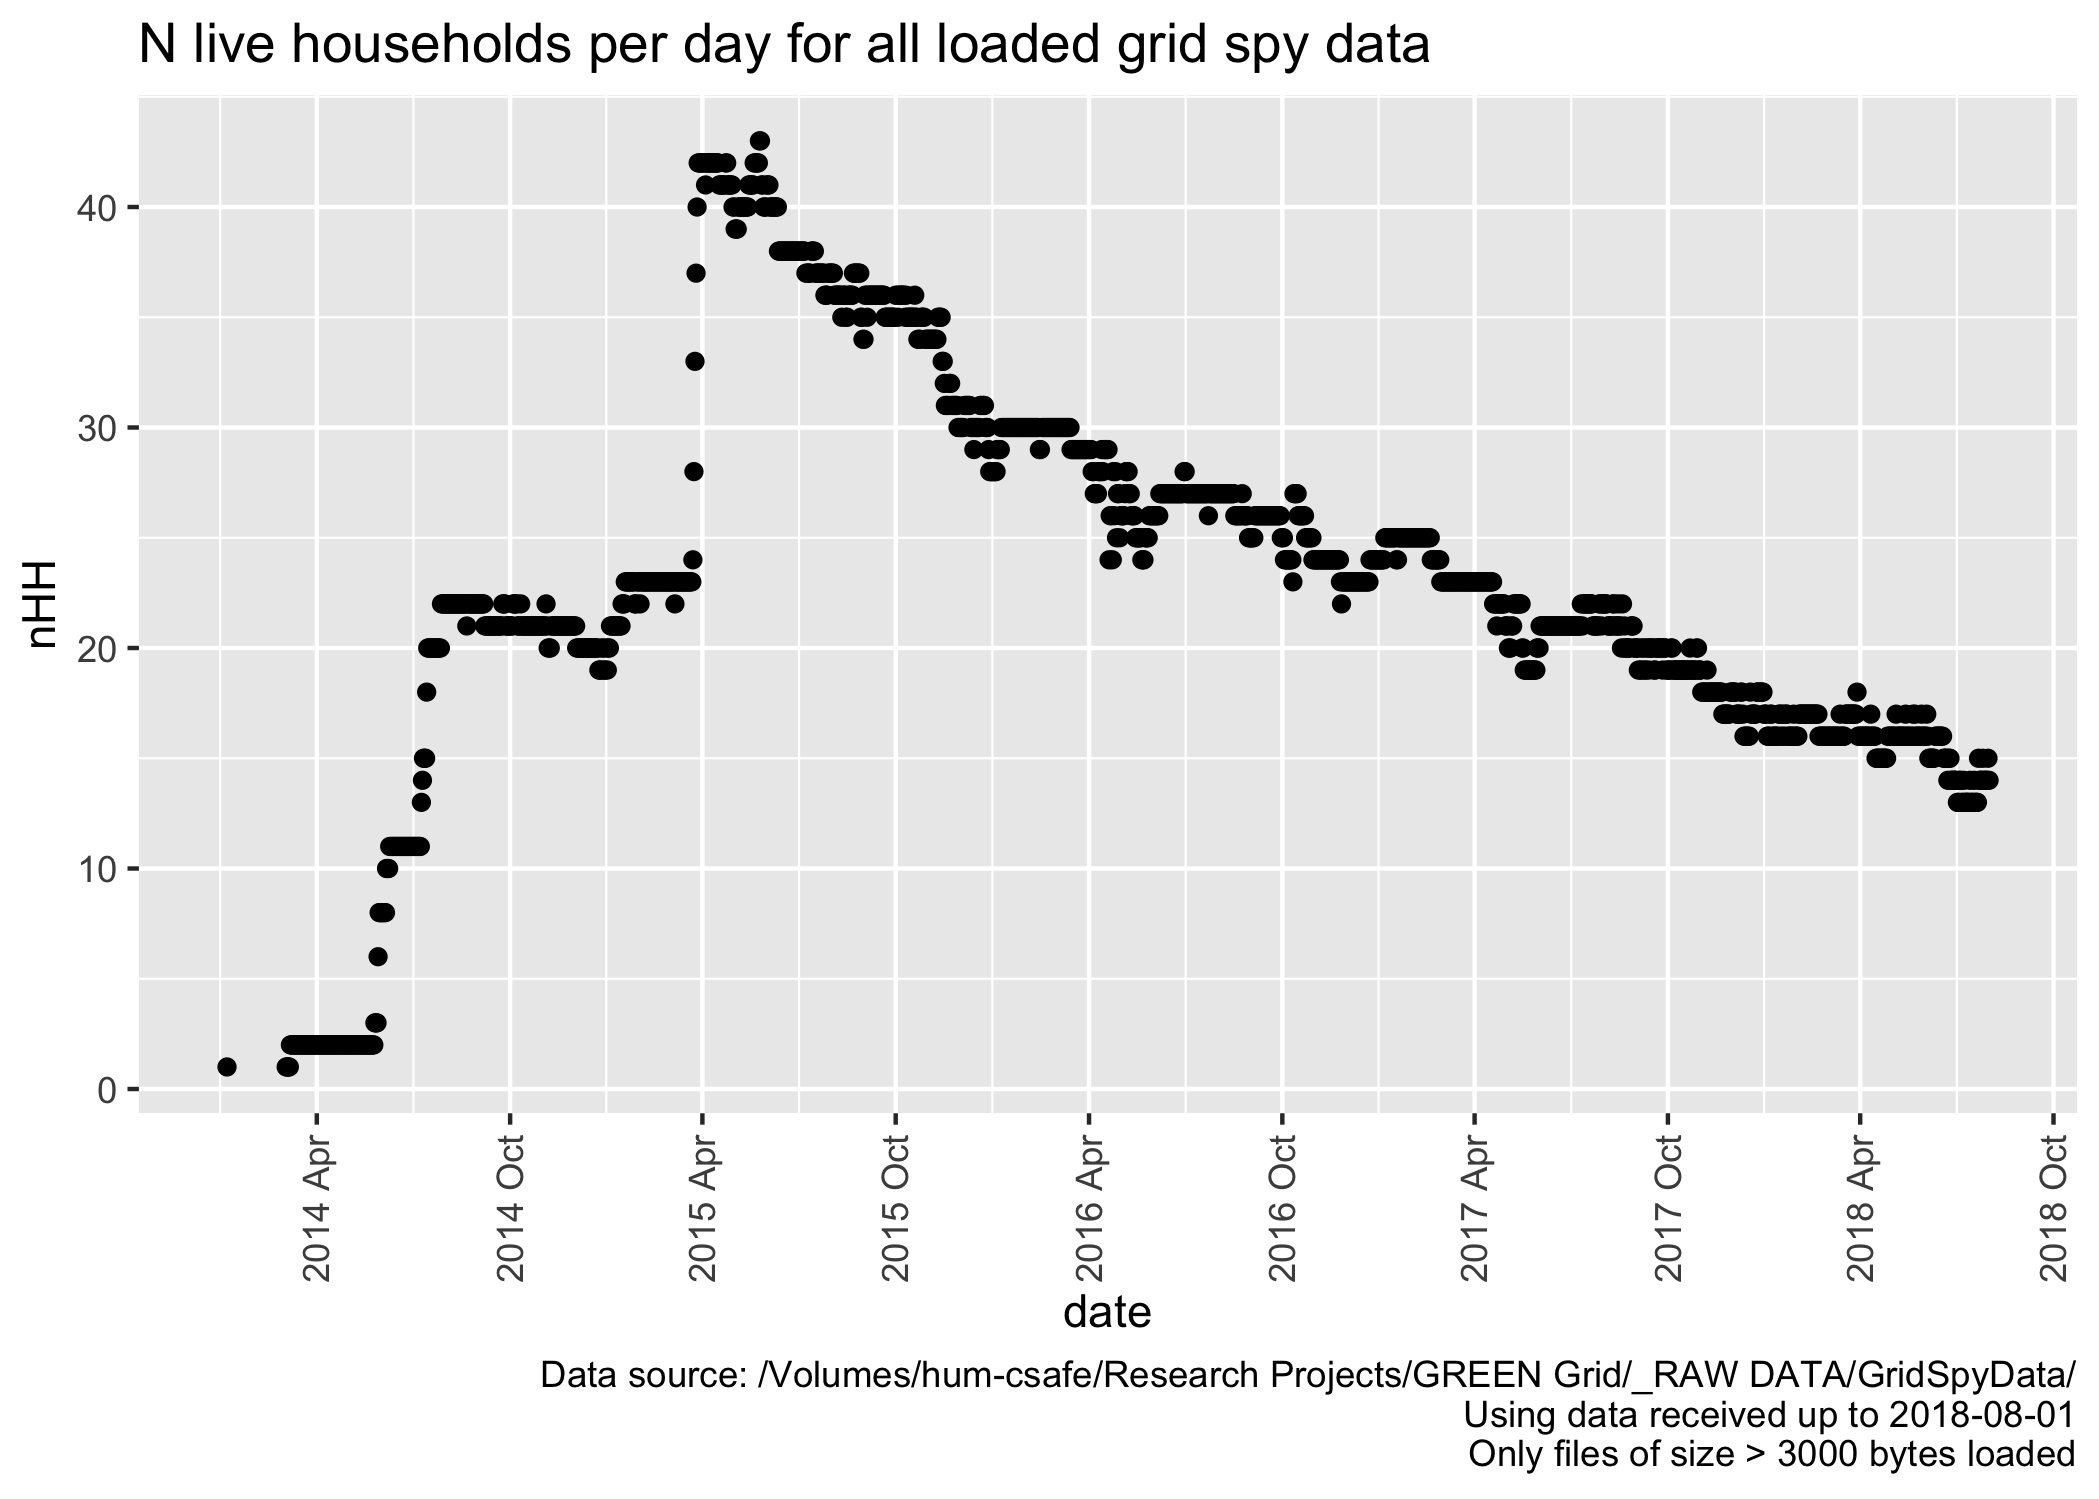 N live households per day for all loaded grid spy data
nHH
40
30
20
10
0
2014 Apr
2014 Oct
2015 Apr
2015 Oct
2016 Apr
2016 Oct
2017 Apr
2017 Oct
2018 Apr
2018 Oct
date
Data source: /Volumes/hum-csafe/Research Projects/GREEN Grid/_RAW DATA/GridSpyData/
Using data received up to 2018-08-01
Only files of size > 3000 bytes loaded